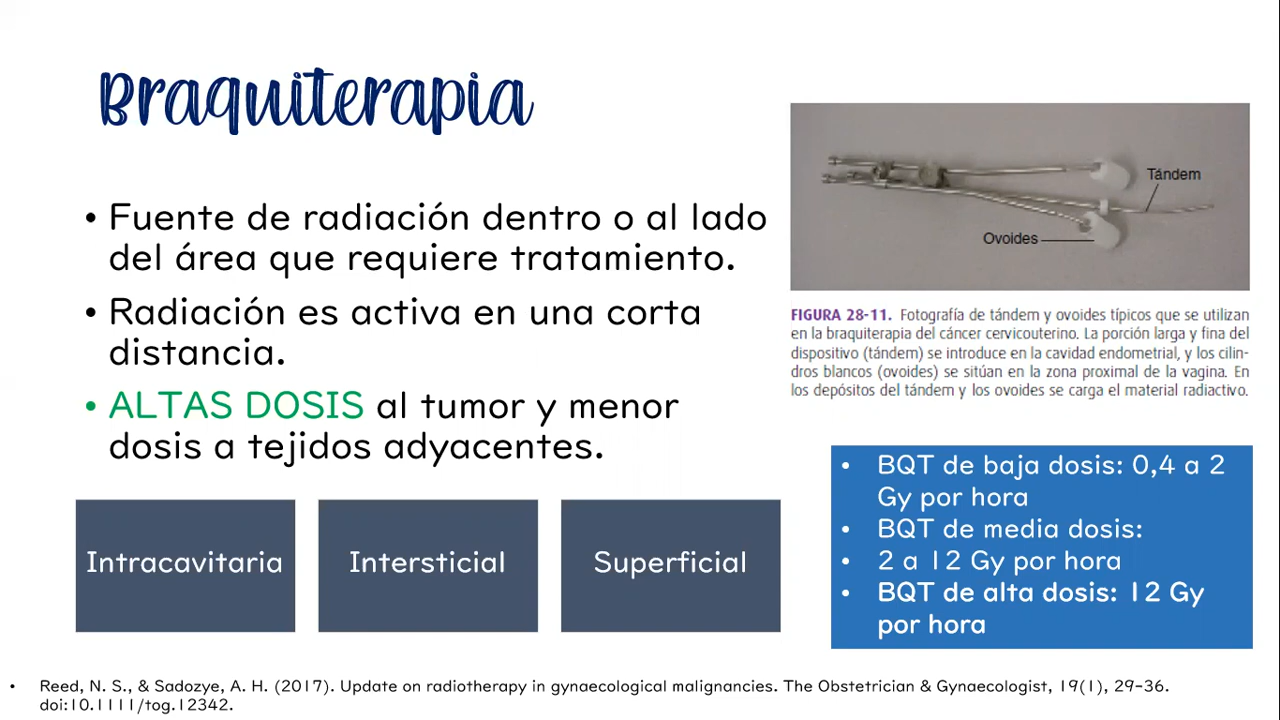 Braquiterapia
• Fuente de radiación dentro o al lado
del área que requiere tratamiento.
• Radiación es activa en una corta
distancia.
• ALTAS DOSIS al tumor y menor
dosis a tejidos adyacentes.
Intracavitaria
Intersticial
Superficial
Tándem
Ovoides
FIGURA 28-11. Fotografía de tándem y ovoides típicos que se utilizan
en la braquiterapia del cáncer cervicouterino. La porción larga y fina del
dispositivo (tándem) se introduce en la cavidad endometrial, y los cilin-
dros blancos (ovoides) se sitúan en la zona proximal de la vagina. En
los depósitos del tándem y los ovoides se carga el material radiactivo.
• BQT de baja dosis: 0,4 a 2
Gy por hora
• BQT de media dosis:
• 2 a 12 Gy por hora
• BQT de alta dosis: 12 Gy
por hora
• Reed, N. S., & Sadozye, A. H. (2017). Update on radiotherapy in gynaecological malignancies. The Obstetrician & Gynaecologist, 19(1), 29–36.
doi:10.1111/tog.12342.